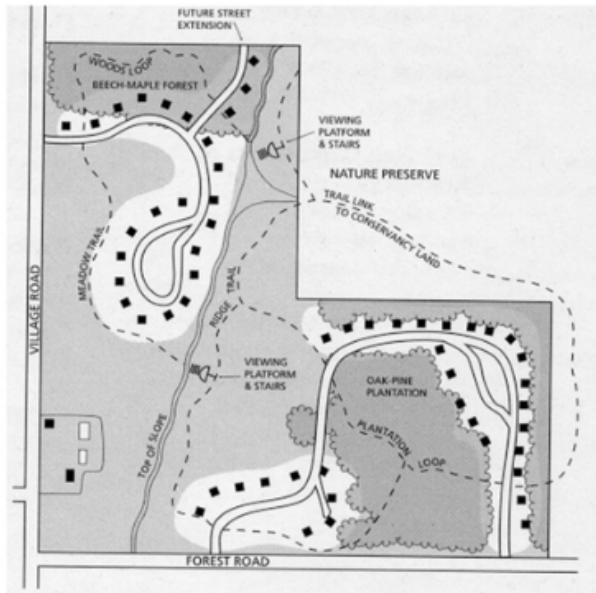 FUTURE STREET
EXTENSION
WOODS LOOP
BEECH-MAPLE FOREST
VIEWING
PLATFORM
& STAIRS
NATURE PRESERVE
TRAIL LINK
TO CONSERVANCY LAND
MEADOW TRAIL
VILLAGE ROAD
RIDGE TRAIL
VIEWING
PLATFORM
& STAIRS
OAK-PINE
PLANTATION
PLANTATION
LOOP
TOP OF SLOPE
FOREST ROAD